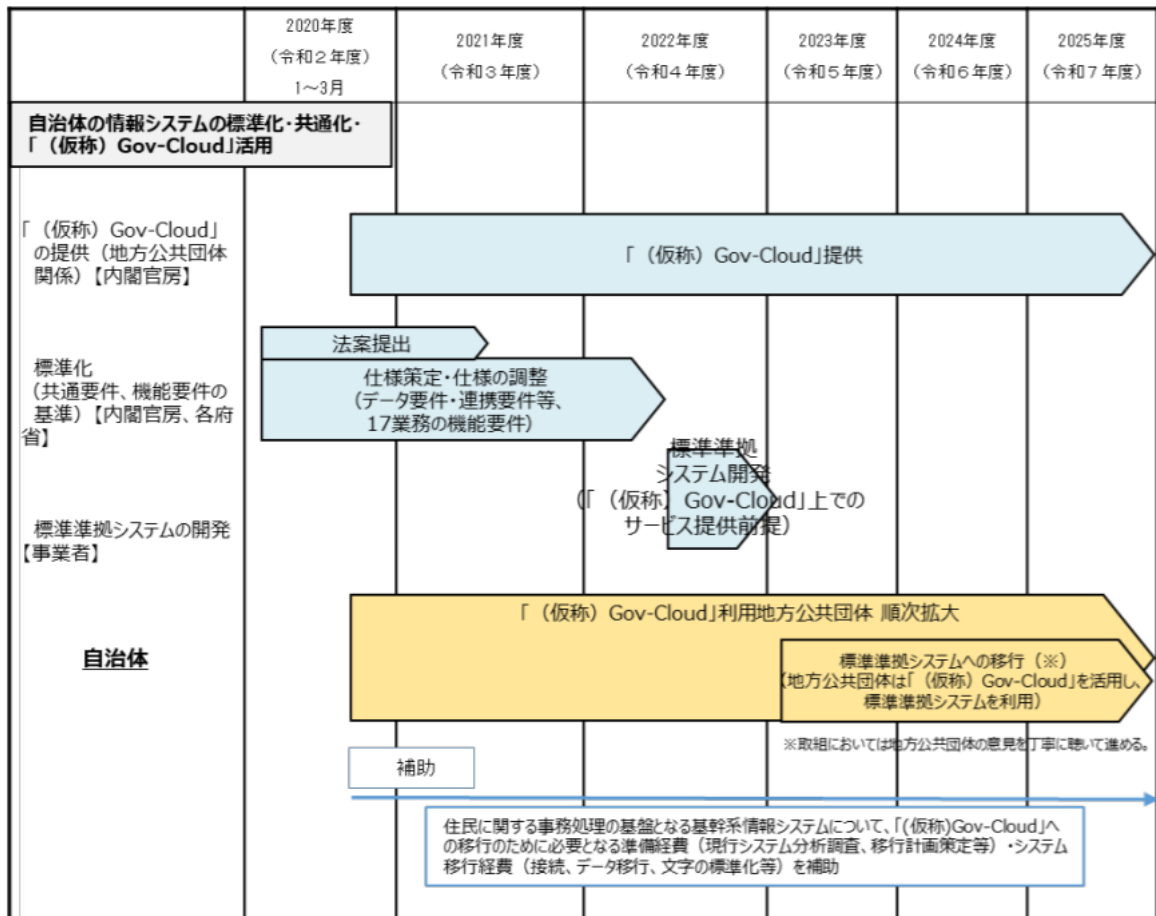 2020年度
(令和２年度)
1～3月
2021年度
(令和３年度)
2022年度
(令和４年度)
2023年度
(令和５年度)
2024年度
(令和６年度)
2025年度
(令和７年度)
自治体の情報システムの標準化・共通化・
「（仮称）Gov-Cloud」活用
「（仮称）Gov-Cloud」
の提供（地方公共団体
関係）【内閣官房】
「（仮称）Gov-Cloud」提供
法案提出
標準化
（共通要件、機能要件の
基準）【内閣官房、各府
省】
仕様策定・仕様の調整
（データ要件・連携要件等、
17業務の機能要件）
標準準拠
システム開発
（「（仮称）Gov-Cloud」上での
サービス提供前提）
標準準拠システムの開発
【事業者】
「（仮称）Gov-Cloud」利用地方公共団体 順次拡大
自治体
標準準拠システムへの移行（※）
（地方公共団体は「（仮称）Gov-Cloud」を活用し、
標準準拠システムを利用）
※取組においては地方公共団体の意見を丁寧に聴いて進める。
補助
住民に関する事務処理の基盤となる基幹系情報システムについて、「(仮称)Gov-Cloud」へ
の移行のために必要となる準備経費（現行システム分析調査、移行計画策定等）・システム
移行経費（接続、データ移行、文字の標準化等）を補助